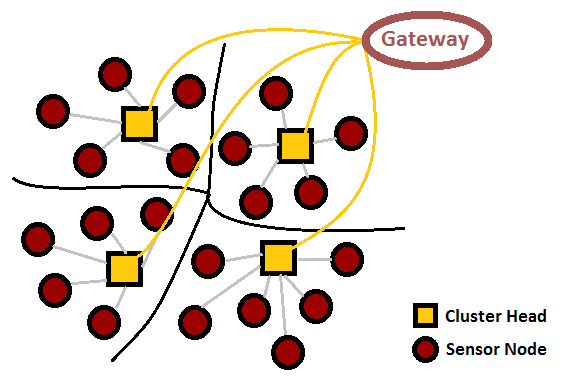 Gateway
Cluster Head
Sensor Node